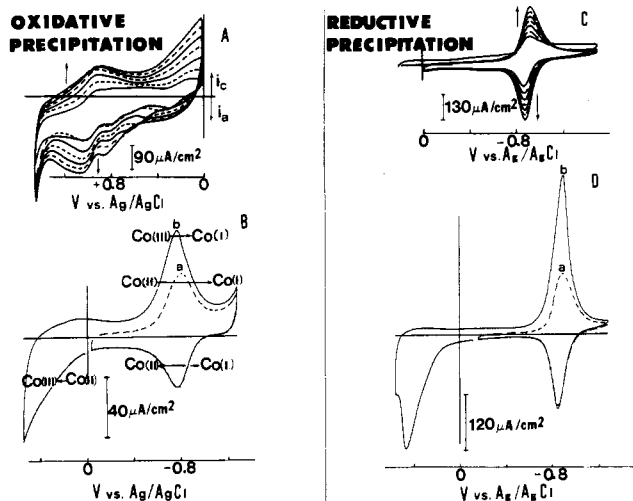 OXIDATIVE
PRECIPITATION
A
i_c
i_a
90μA/cm²
+0.8 0
V vs. Ag/AgCl
B
b
Co(III) Co(I)
a
Co(II) Co(I)
Co(II) Co(I)
Co(III) Co(II)
40μA/cm²
0 -0.8
V vs. Ag/AgCl
REDUCTIVE
PRECIPITATION
C
130μA/cm²
0 -0.8
V vs. Ag/AgCl
D
b
a
120μA/cm²
0 -0.8
V vs. Ag/AgCl